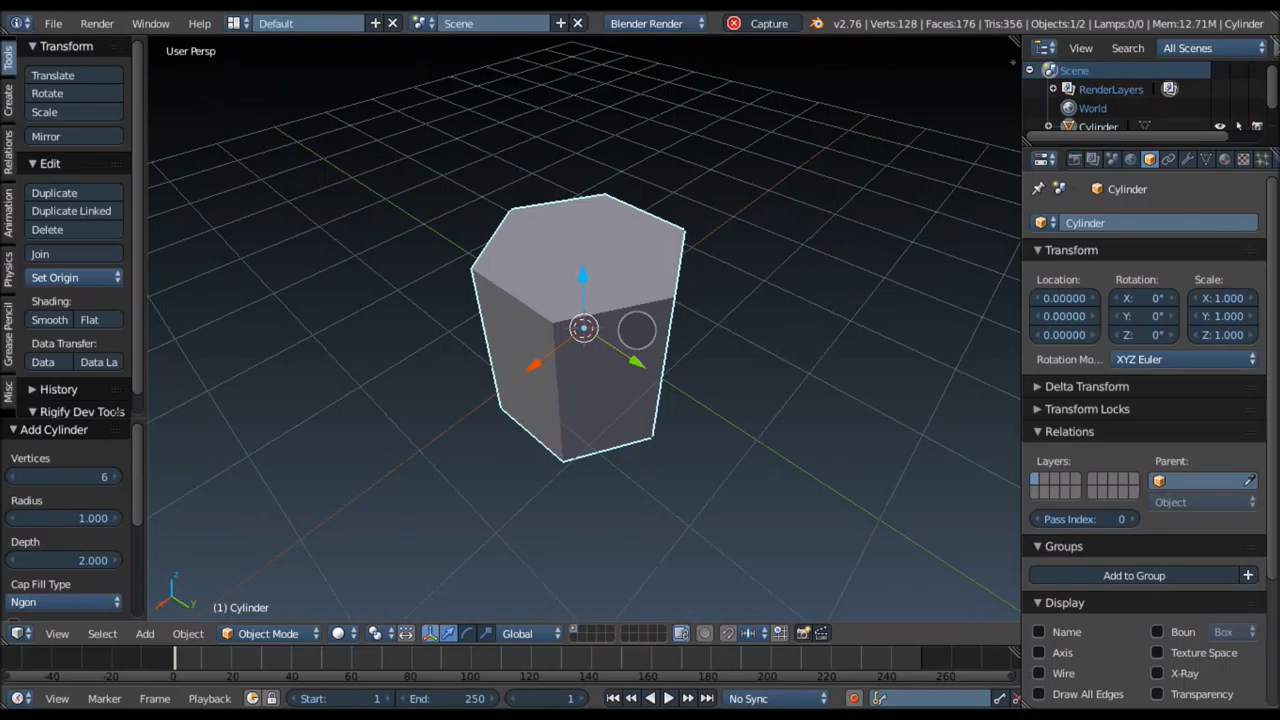 File Render Window Help Default Scene Blender Render Capture v2.76 | Verts:128 | Faces:176 | Tris:356 | Objects:1/2 | Lamps:0/0 | Mem:12.71M | Cylinder
Tools
Create
Relations
Animation
Physics
Grease Pencil
Misc
Transform
Translate
Rotate
Scale
Mirror
Edit
Duplicate
Duplicate Linked
Delete
Join
Set Origin
Shading:
Smooth Flat
Data Transfer:
Data Data La
History
Rigify Dev Tools
Add Cylinder
Vertices
6
Radius
1.000
Depth
2.000
Cap Fill Type
Ngon
User Persp
z
y
(1) Cylinder
View Select Add Object Object Mode Global
-40 -20 0 20 40 60 80 100 120 140 160 180 200 220 240 260
View Marker Frame Playback Start: 1 End: 250 1 No Sync
View Search All Scenes
Scene
RenderLayers
World
Cylinder
Cylinder
Cylinder
Transform
Location: Rotation: Scale:
0.00000 X: 0° X: 1.000
0.00000 Y: 0° Y: 1.000
0.00000 Z: 0° Z: 1.000
Rotation Mo... XYZ Euler
Delta Transform
Transform Locks
Relations
Layers: Parent:
Object
Pass Index: 0
Groups
Add to Group
Display
Name Boun Box
Axis Texture Space
Wire X-Ray
Draw All Edges Transparency